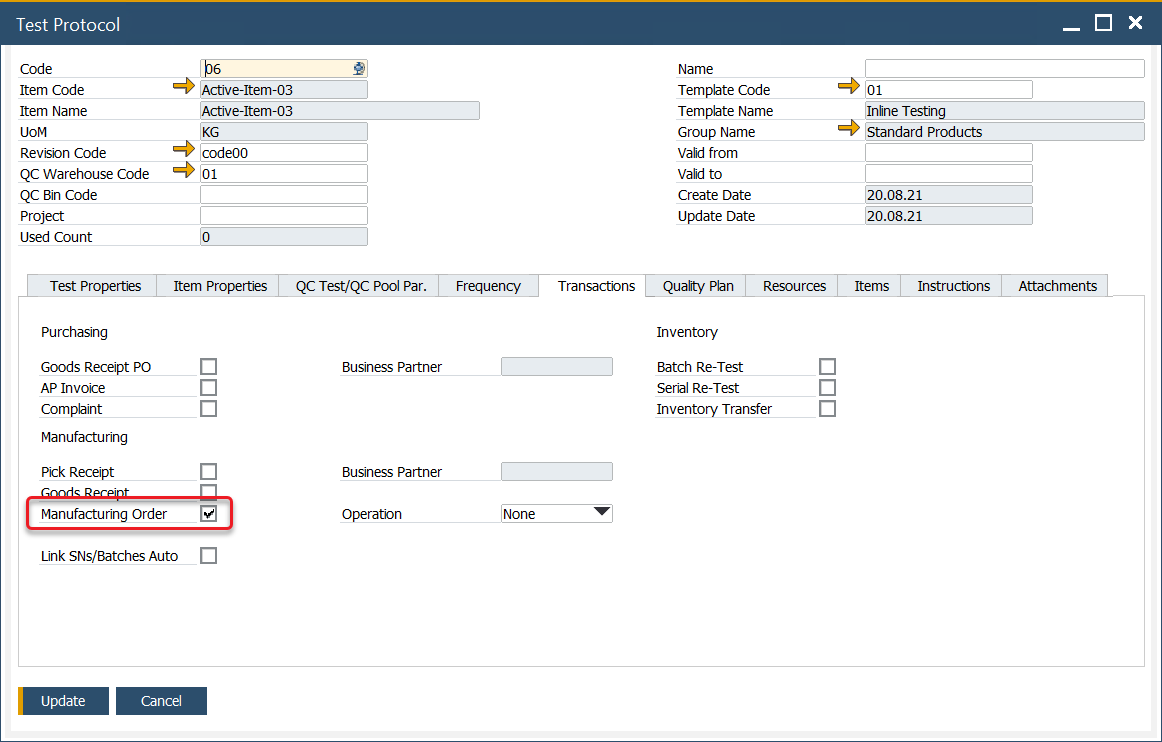 Test Protocol
Code 06
Item Code Active-Item-03
Item Name Active-Item-03
UoM KG
Revision Code code00
QC Warehouse Code 01
QC Bin Code
Project
Used Count 0
Name
Template Code 01
Template Name Inline Testing
Group Name Standard Products
Valid from
Valid to
Create Date 20.08.21
Update Date 20.08.21
Test Properties Item Properties QC Test/QC Pool Par. Frequency Transactions Quality Plan Resources Items Instructions Attachments
Purchasing
Goods Receipt PO
AP Invoice
Complaint
Business Partner
Manufacturing
Pick Receipt
Goods Receipt
Manufacturing Order
Link SNs/Batches Auto
Business Partner
Operation None
Inventory
Batch Re-Test
Serial Re-Test
Inventory Transfer
Update Cancel